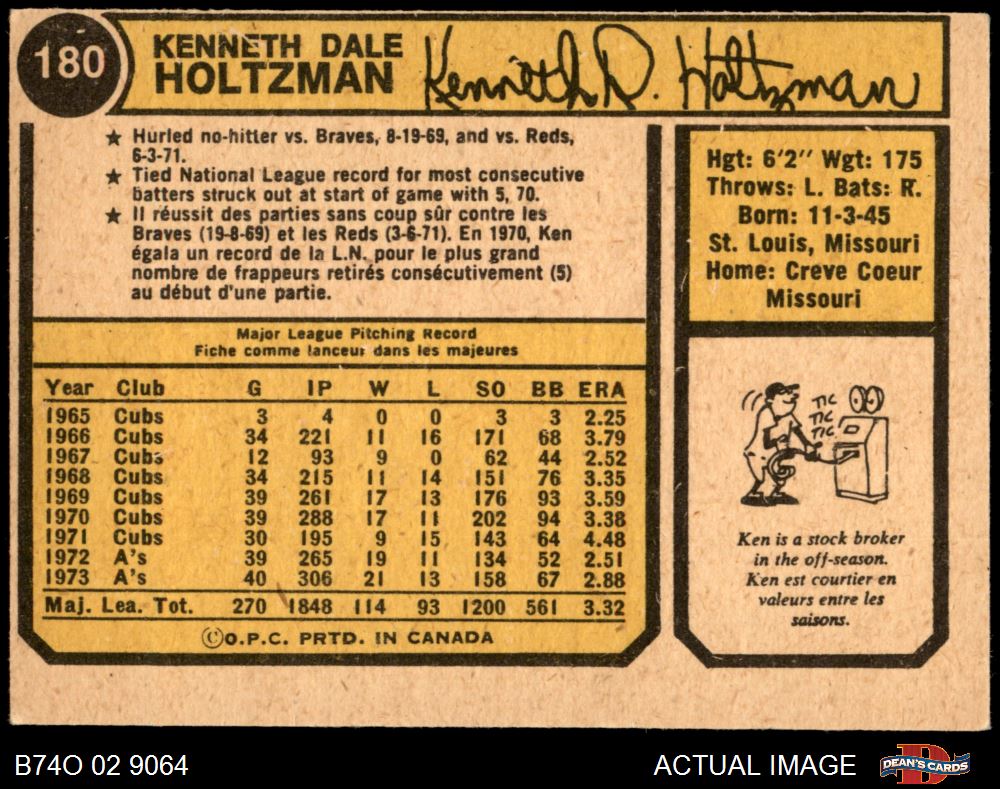 180
KENNETH DALE
HOLTZMAN
Kenneth D. Holtzman
★ Hurled no-hitter vs. Braves, 8-19-69, and vs. Reds,
6-3-71.
★ Tied National League record for most consecutive
batters struck out at start of game with 5, 70.
★ Il réussit des parties sans coup sûr contre les
Braves (19-8-69) et les Reds (3-6-71). En 1970, Ken
égala un record de la L.N. pour le plus grand
nombre de frappeurs retirés consécutivement (5)
au début d'une partie.
Hgt: 6'2" Wgt: 175
Throws: L. Bats: R.
Born: 11-3-45
St. Louis, Missouri
Home: Creve Coeur
Missouri
Major League Pitching Record
Fiche comme lanceur dans les majeures
Year Club G IP W L SO BB ERA
1965 Cubs 3 4 0 0 3 3 2.25
1966 Cubs 34 221 11 16 171 68 3.79
1967 Cubs 12 93 9 0 62 44 2.52
1968 Cubs 34 215 11 14 151 76 3.35
1969 Cubs 39 261 17 13 176 93 3.59
1970 Cubs 39 288 17 11 202 94 3.38
1971 Cubs 30 195 9 15 143 64 4.48
1972 A's 39 265 19 11 134 52 2.51
1973 A's 40 306 21 13 158 67 2.88
Maj. Lea. Tot. 270 1848 114 93 1200 561 3.32
©O.P.C. PRTD. IN CANADA
TIC
TIC
TIC
Ken is a stock broker
in the off-season.
Ken est courtier en
valeurs entre les
saisons.
B74O 02 9064
ACTUAL IMAGE
DEAN'S CARDS